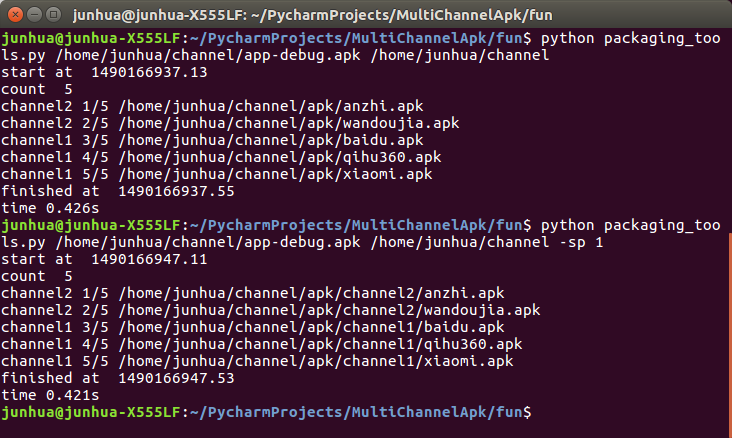 junhua@junhua-X555LF: ~/PycharmProjects/MultiChannelApk/fun
junhua@junhua-X555LF:~/PycharmProjects/MultiChannelApk/fun$ python packaging_too
ls.py /home/junhua/channel/app-debug.apk /home/junhua/channel
start at  1490166937.13
count  5
channel2 1/5 /home/junhua/channel/apk/anzhi.apk
channel2 2/5 /home/junhua/channel/apk/wandoujia.apk
channel1 3/5 /home/junhua/channel/apk/baidu.apk
channel1 4/5 /home/junhua/channel/apk/qihu360.apk
channel1 5/5 /home/junhua/channel/apk/xiaomi.apk
finished at  1490166937.55
time 0.426s
junhua@junhua-X555LF:~/PycharmProjects/MultiChannelApk/fun$ python packaging_too
ls.py /home/junhua/channel/app-debug.apk /home/junhua/channel -sp 1
start at  1490166947.11
count  5
channel2 1/5 /home/junhua/channel/apk/channel2/anzhi.apk
channel2 2/5 /home/junhua/channel/apk/channel2/wandoujia.apk
channel1 3/5 /home/junhua/channel/apk/channel1/baidu.apk
channel1 4/5 /home/junhua/channel/apk/channel1/qihu360.apk
channel1 5/5 /home/junhua/channel/apk/channel1/xiaomi.apk
finished at  1490166947.53
time 0.421s
junhua@junhua-X555LF:~/PycharmProjects/MultiChannelApk/fun$